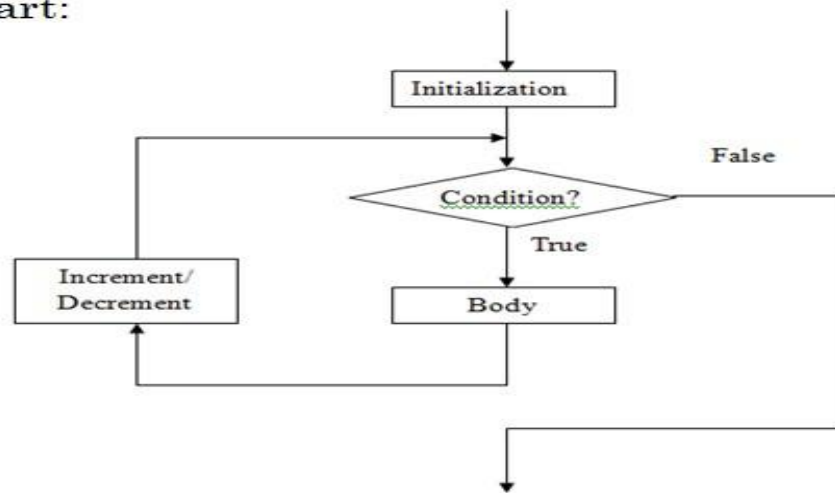 art:
Initialization
False
Condition?
True
Increment/
Decrement
Body